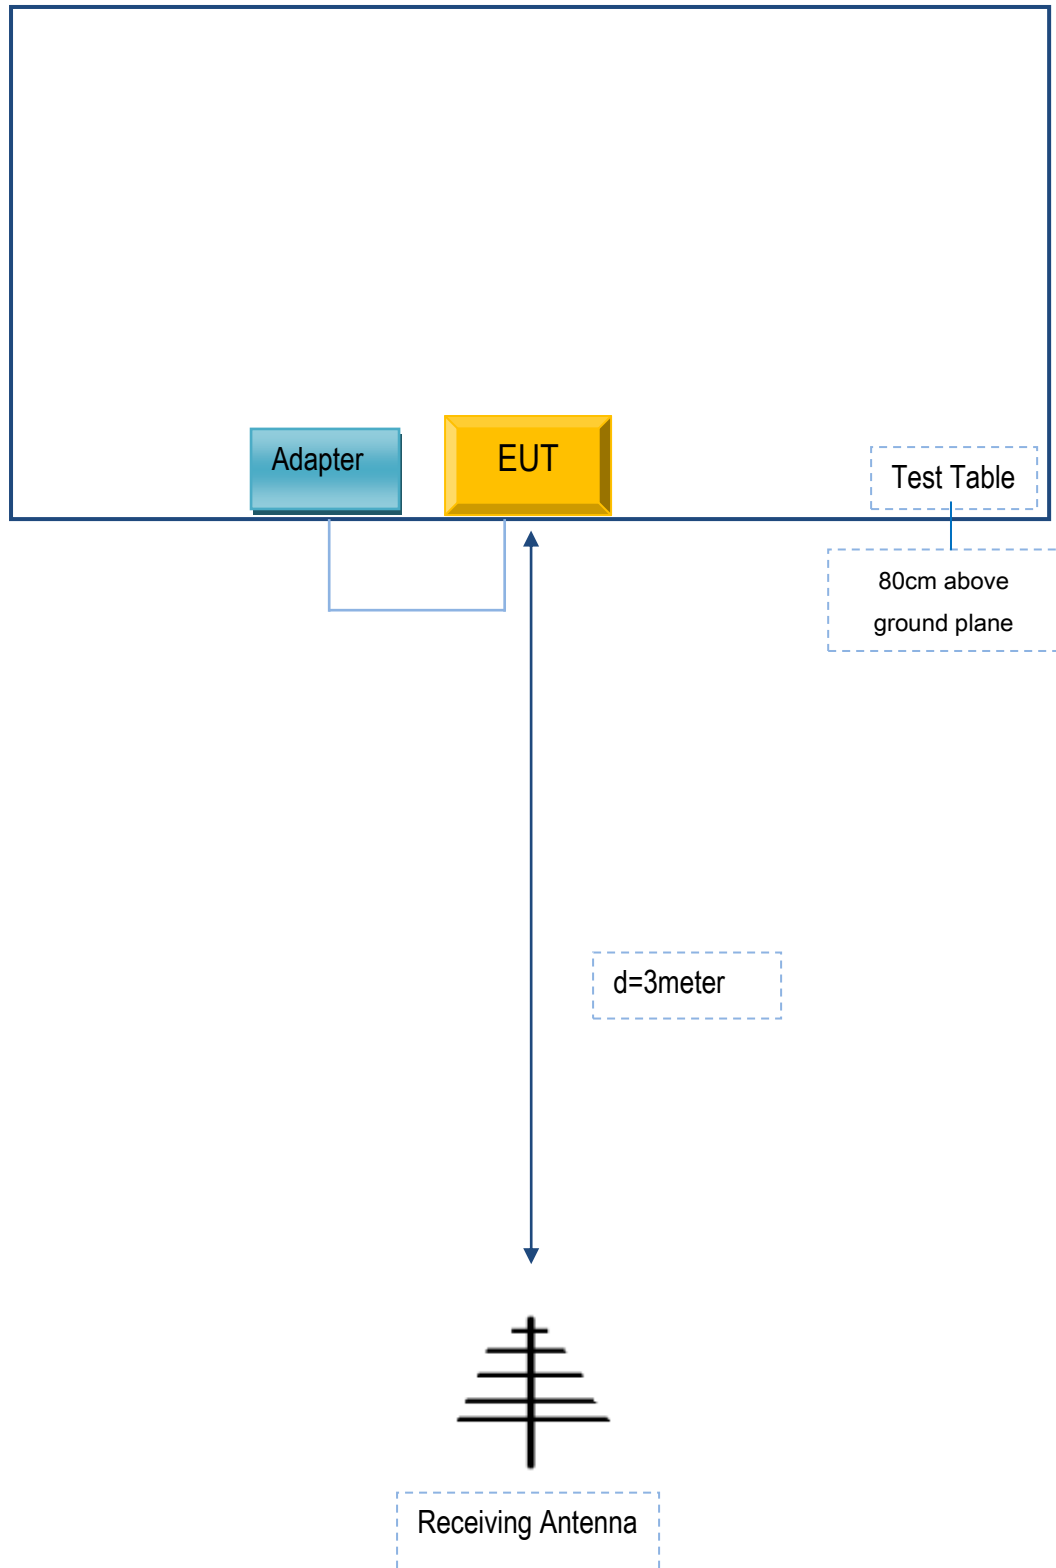 Adapter
EUT
Test Table
80cm above
ground plane
d=3meter
Receiving Antenna